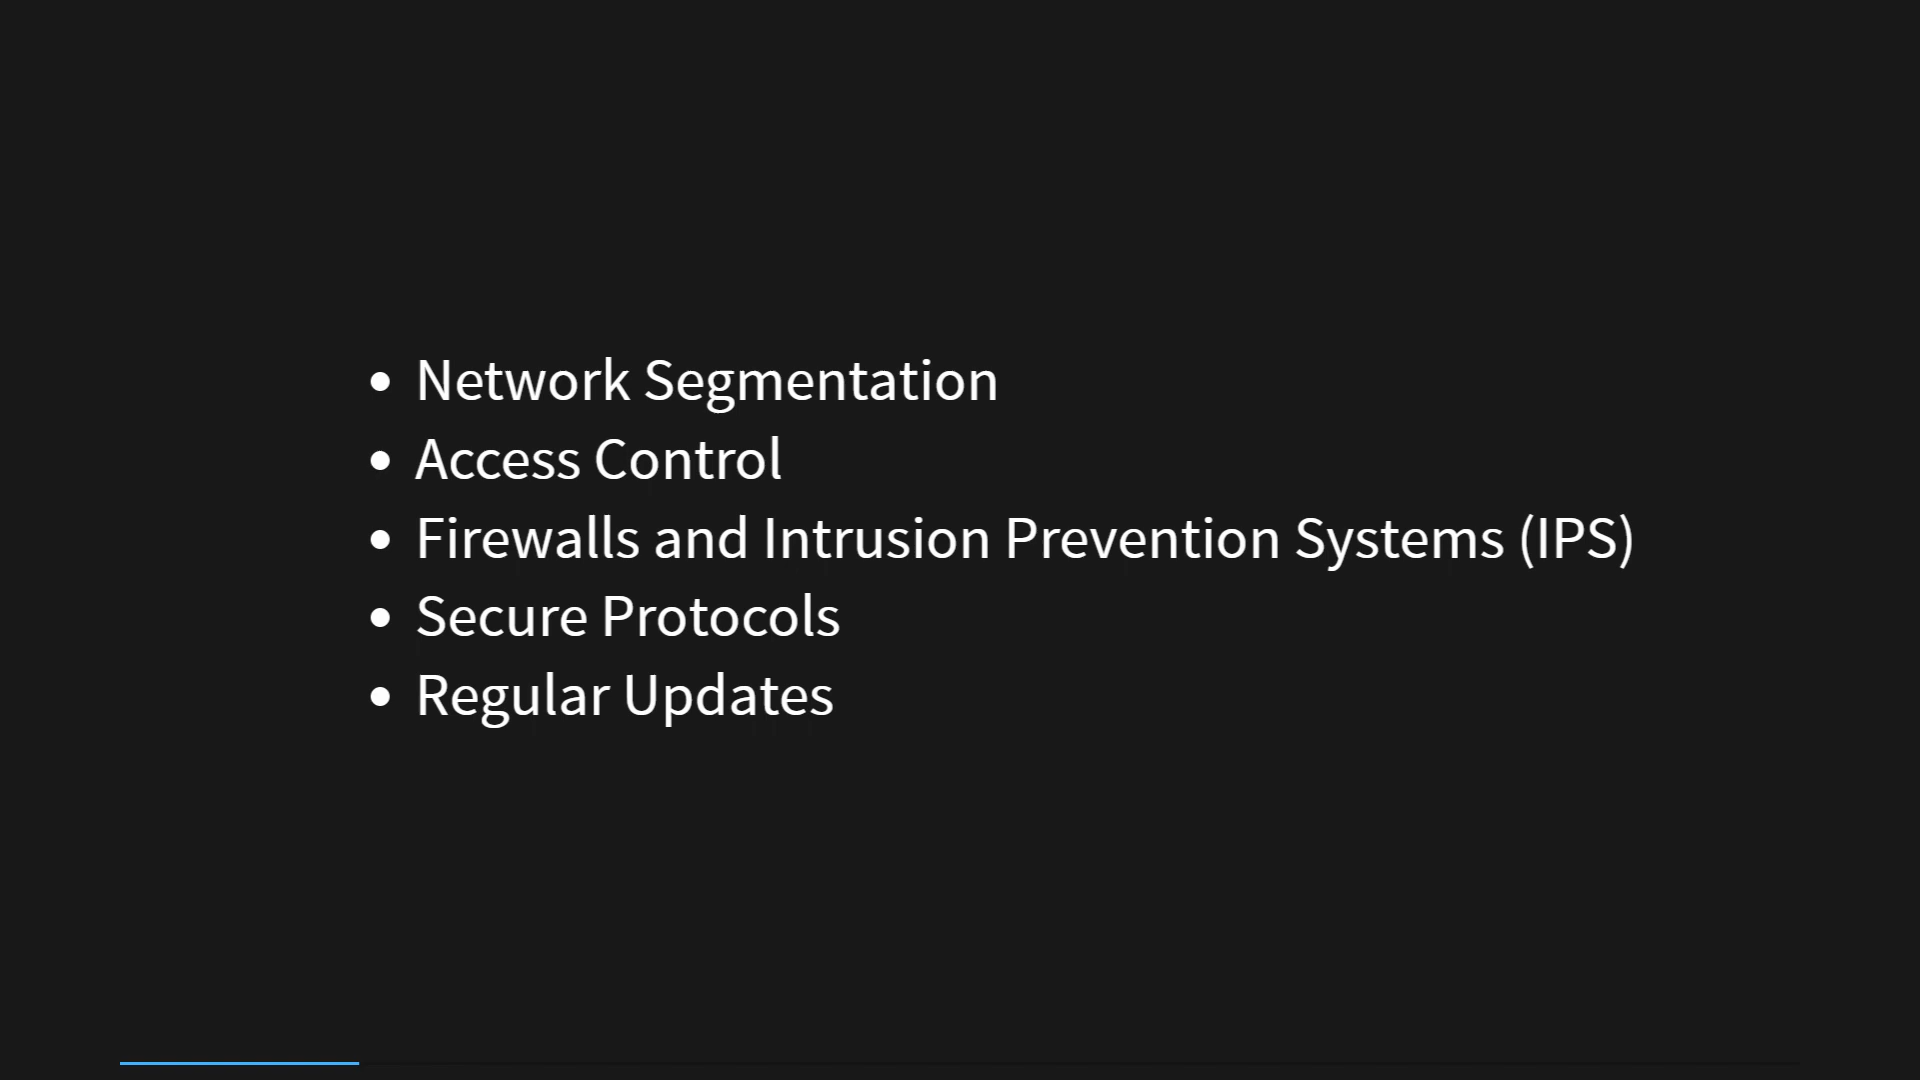 • Network Segmentation
• Access Control
• Firewalls and Intrusion Prevention Systems (IPS)
• Secure Protocols
• Regular Updates